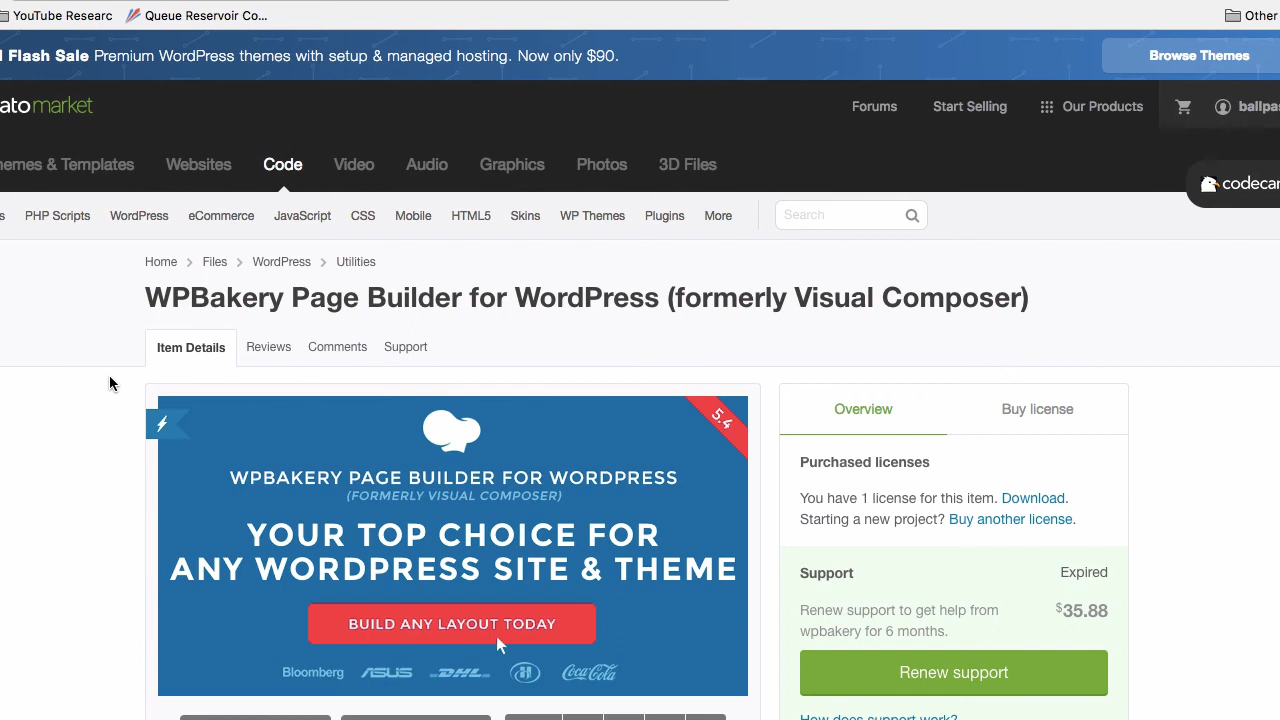 YouTube Researc
Queue Reservoir Co...
Other
Flash Sale Premium WordPress themes with setup & managed hosting. Now only $90.
Browse Themes
ato market
Forums
Start Selling
Our Products
ballpa
hemes & Templates
Websites
Code
Video
Audio
Graphics
Photos
3D Files
codecan
s
PHP Scripts
WordPress
eCommerce
JavaScript
CSS
Mobile
HTML5
Skins
WP Themes
Plugins
More
Search
Home
Files
WordPress
Utilities
WPBakery Page Builder for WordPress (formerly Visual Composer)
Item Details
Reviews
Comments
Support
5.4
WPBAKERY PAGE BUILDER FOR WORDPRESS
(FORMERLY VISUAL COMPOSER)
YOUR TOP CHOICE FOR
ANY WORDPRESS SITE & THEME
BUILD ANY LAYOUT TODAY
Bloomberg
ASUS
DHL
H
Coca-Cola
Overview
Buy license
Purchased licenses
You have 1 license for this item. Download.
Starting a new project? Buy another license.
Support
Expired
Renew support to get help from
wpbakery for 6 months.
$35.88
Renew support
How does support work?